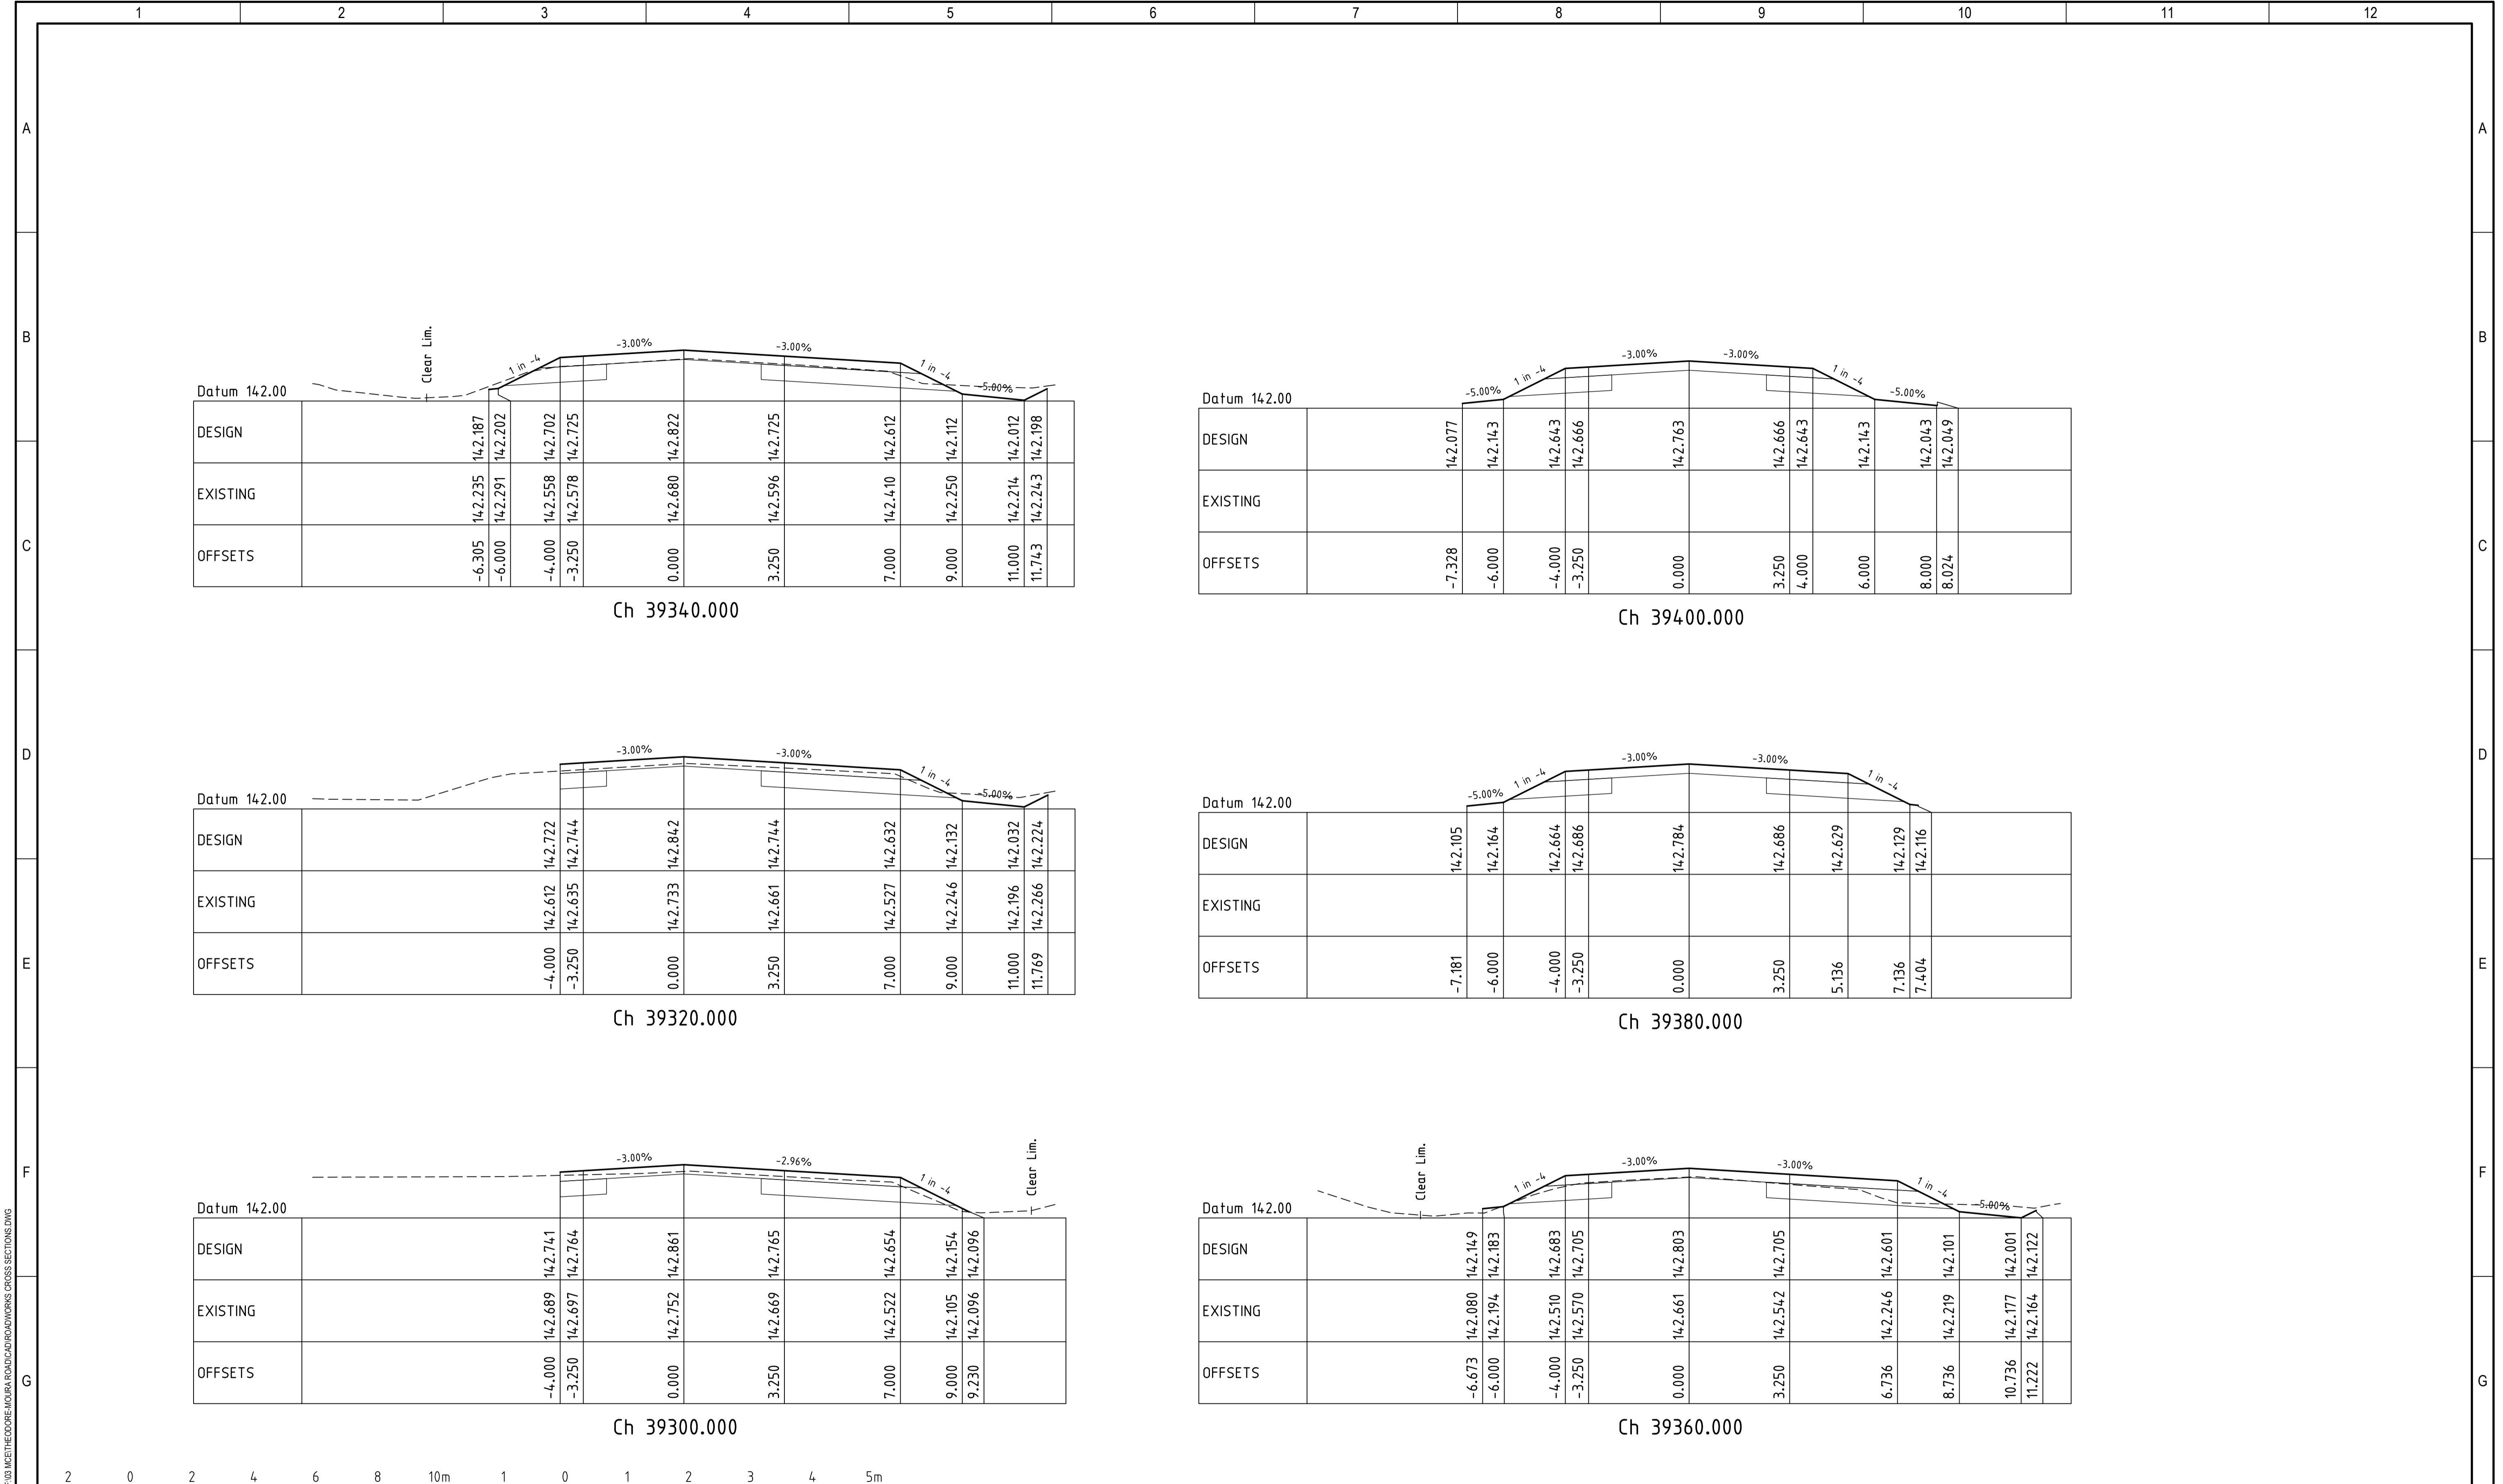 1 2 3 4 5 6 7 8 9 10 11 12
A A
B B
C C
D D
E E
F F
G G
Clear Lim.
1 in -4 -3.00% -3.00% 1 in -4 -5.00%
Datum 142.00
DESIGN 142.187 142.202 142.702 142.725 142.822 142.725 142.612 142.112 142.012 142.198
EXISTING 142.235 142.291 142.558 142.578 142.680 142.596 142.410 142.250 142.214 142.243
OFFSETS -6.305 -6.000 -4.000 -3.250 0.000 3.250 7.000 9.000 11.000 11.743
Ch 39340.000
-5.00% 1 in -4 -3.00% -3.00% 1 in -4 -5.00%
Datum 142.00
DESIGN 142.077 142.143 142.643 142.666 142.763 142.666 142.643 142.143 142.043 142.049
EXISTING
OFFSETS -7.328 -6.000 -4.000 -3.250 0.000 3.250 4.000 6.000 8.000 8.024
Ch 39400.000
-3.00% -3.00% 1 in -4 -5.00%
Datum 142.00
DESIGN 142.722 142.744 142.842 142.744 142.632 142.132 142.032 142.224
EXISTING 142.612 142.635 142.733 142.661 142.527 142.246 142.196 142.266
OFFSETS -4.000 -3.250 0.000 3.250 7.000 9.000 11.000 11.769
Ch 39320.000
-5.00% 1 in -4 -3.00% -3.00% 1 in -4
Datum 142.00
DESIGN 142.105 142.164 142.664 142.686 142.784 142.686 142.629 142.129 142.116
EXISTING
OFFSETS -7.181 -6.000 -4.000 -3.250 0.000 3.250 5.136 7.136 7.404
Ch 39380.000
-3.00% -2.96% 1 in -4 Clear Lim.
Datum 142.00
DESIGN 142.741 142.764 142.861 142.765 142.654 142.154 142.096
EXISTING 142.689 142.697 142.752 142.669 142.522 142.105 142.096
OFFSETS -4.000 -3.250 0.000 3.250 7.000 9.000 9.230
Ch 39300.000
Clear Lim.
1 in -4 -3.00% -3.00% 1 in -4 -5.00%
Datum 142.00
DESIGN 142.149 142.183 142.683 142.705 142.803 142.705 142.601 142.101 142.001 142.122
EXISTING 142.080 142.194 142.510 142.570 142.661 142.542 142.246 142.219 142.177 142.164
OFFSETS -6.673 -6.000 -4.000 -3.250 0.000 3.250 6.736 8.736 10.736 11.222
Ch 39360.000
2 0 2 4 6 8 10m 1 0 1 2 3 4 5m
03 MCE\THEODORE-MOURA ROAD\CAD\ROADWORKS CROSS SECTIONS.DWG